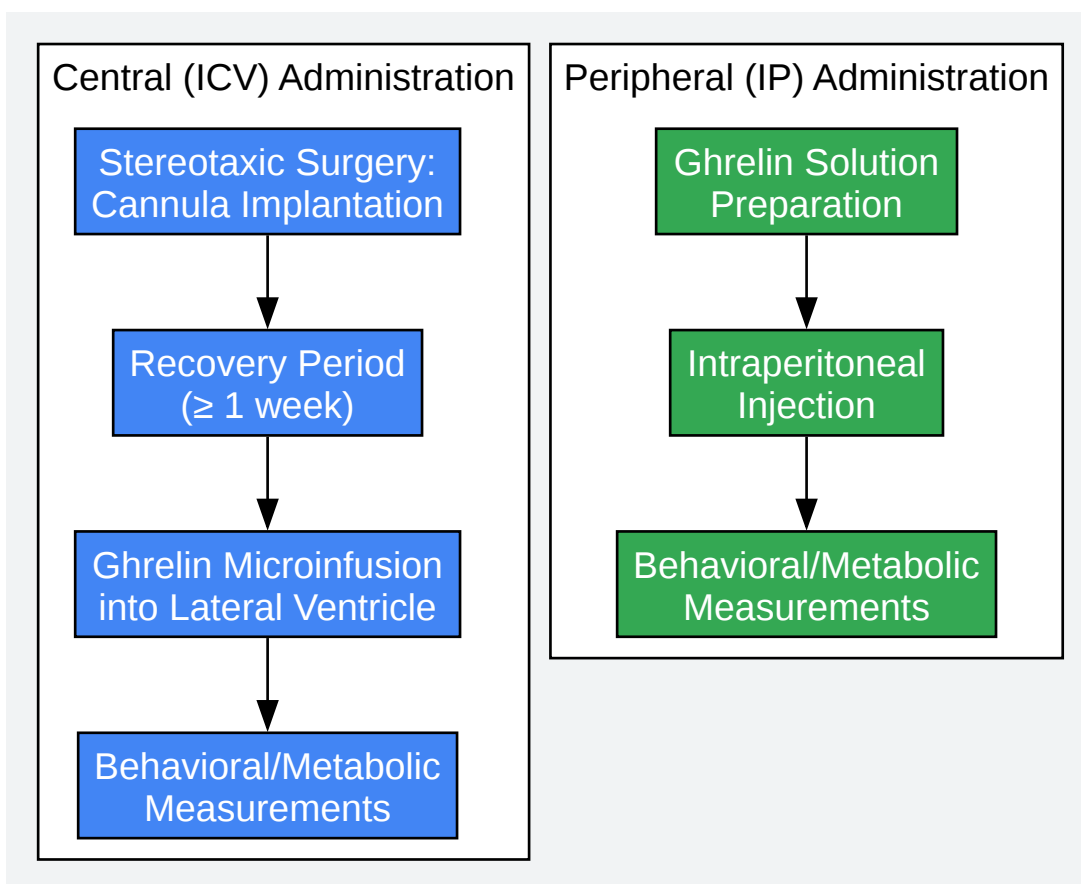 Central (ICV) Administration
Stereotaxic Surgery:
Cannula Implantation
Recovery Period
(≥ 1 week)
Ghrelin Microinfusion
into Lateral Ventricle
Behavioral/Metabolic
Measurements
Peripheral (IP) Administration
Ghrelin Solution
Preparation
Intraperitoneal
Injection
Behavioral/Metabolic
Measurements